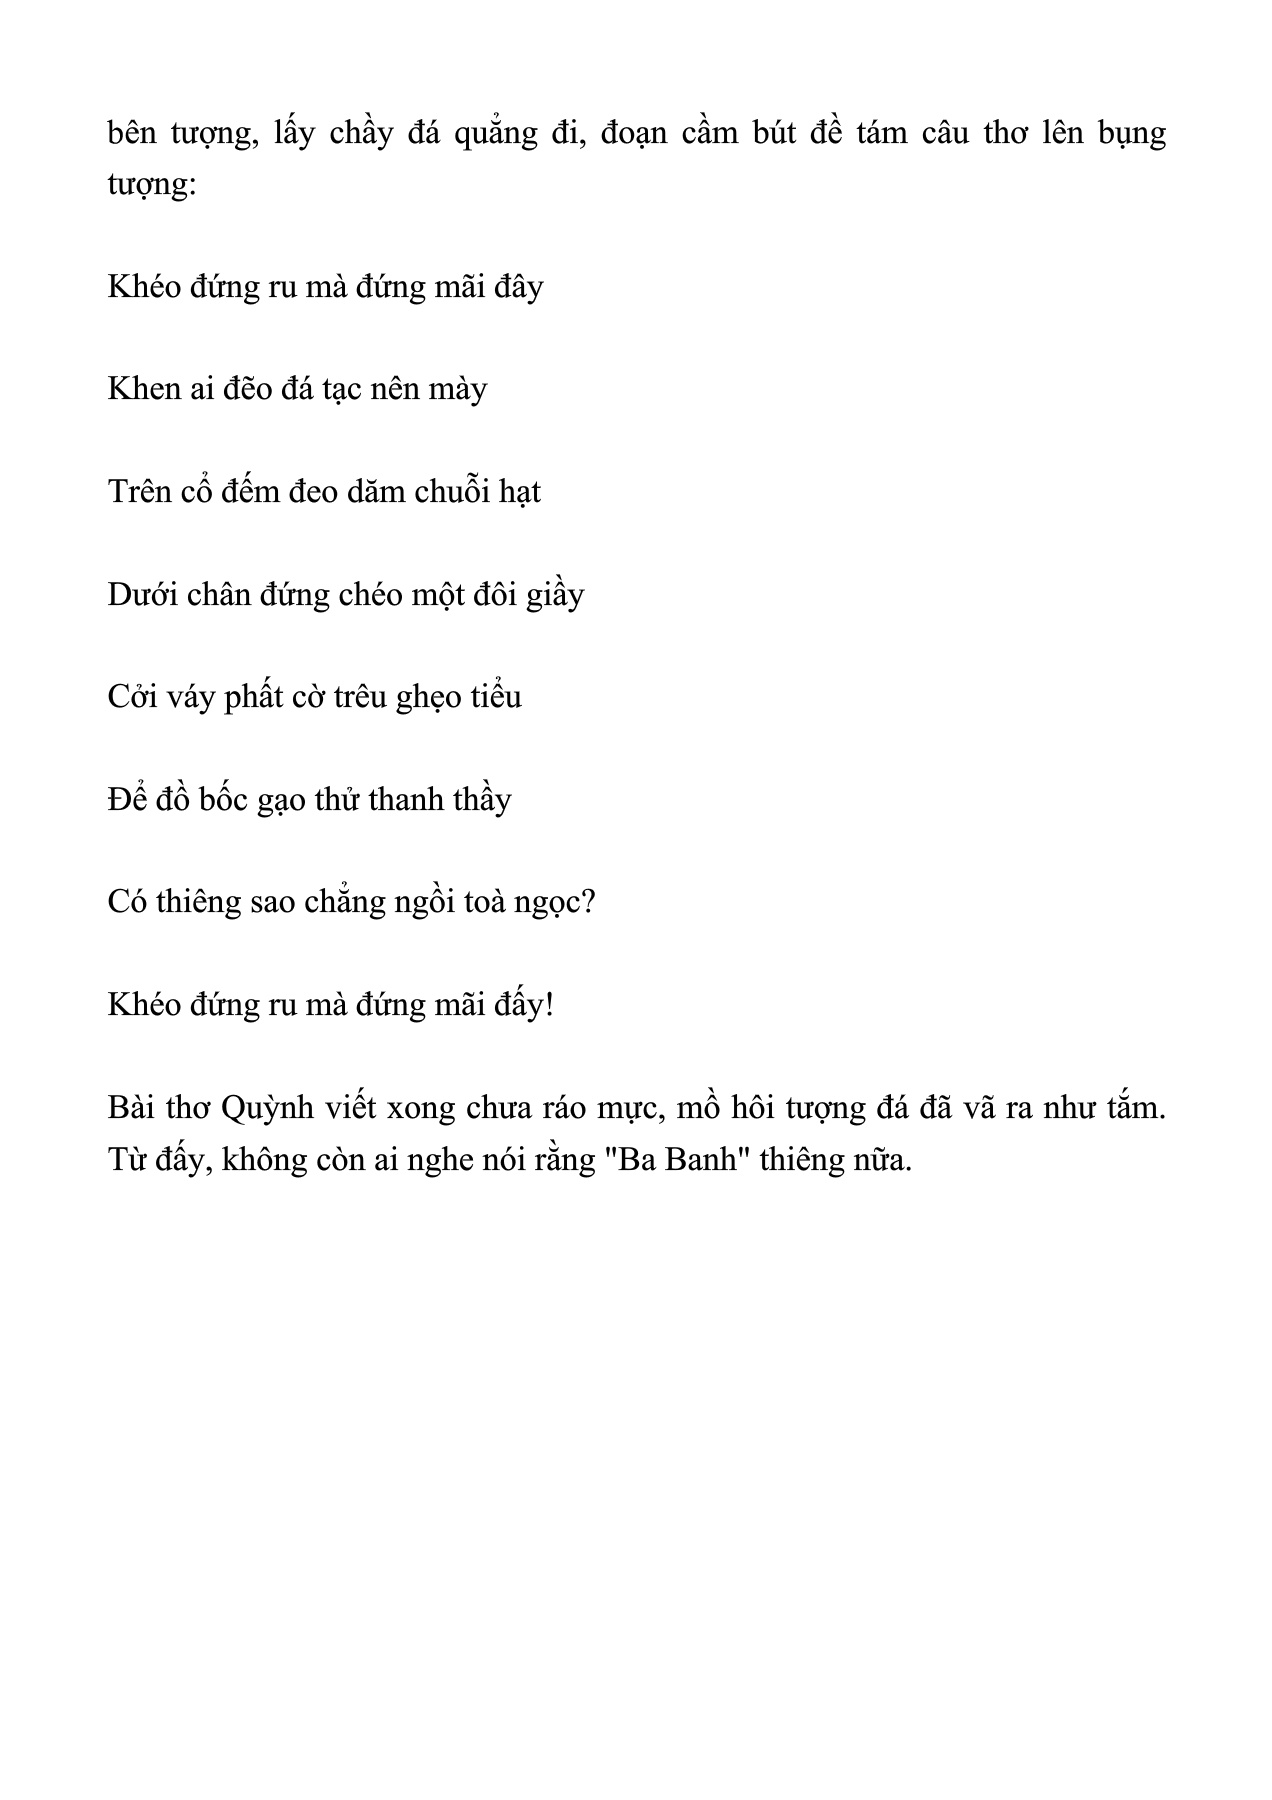 bên tượng, lấy chầy đá quẳng đi, đoạn cầm bút đề tám câu thơ lên bụng
tượng:
Khéo đứng ru mà đứng mãi đây
Khen ai đẽo đá tạc nên mày
Trên cổ đếm đeo dăm chuỗi hạt
Dưới chân đứng chéo một đôi giầy
Cởi váy phất cờ trêu ghẹo tiểu
Để đồ bốc gạo thử thanh thầy
Có thiêng sao chẳng ngồi toà ngọc?
Khéo đứng ru mà đứng mãi đấy!
Bài thơ Quỳnh viết xong chưa ráo mực, mồ hôi tượng đá đã vã ra như tắm.
Từ đấy, không còn ai nghe nói rằng "Ba Banh" thiêng nữa.